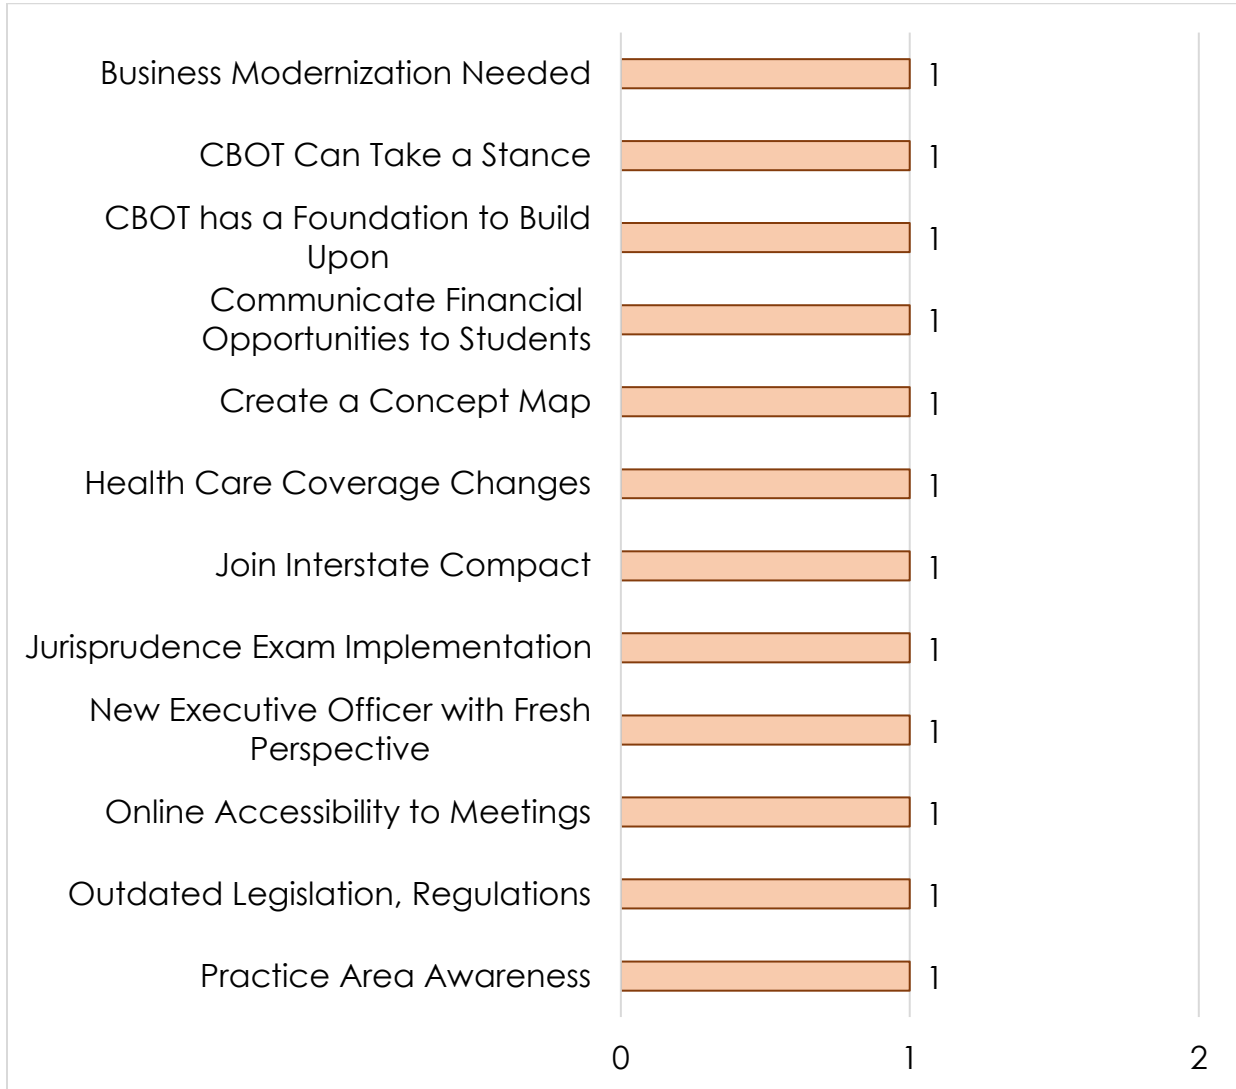 Business Modernization Needed 1
CBOT Can Take a Stance 1
CBOT has a Foundation to Build
Upon 1
Communicate Financial
Opportunities to Students 1
Create a Concept Map 1
Health Care Coverage Changes 1
Join Interstate Compact 1
Jurisprudence Exam Implementation 1
New Executive Officer with Fresh
Perspective 1
Online Accessibility to Meetings 1
Outdated Legislation, Regulations 1
Practice Area Awareness 1
0 1 2